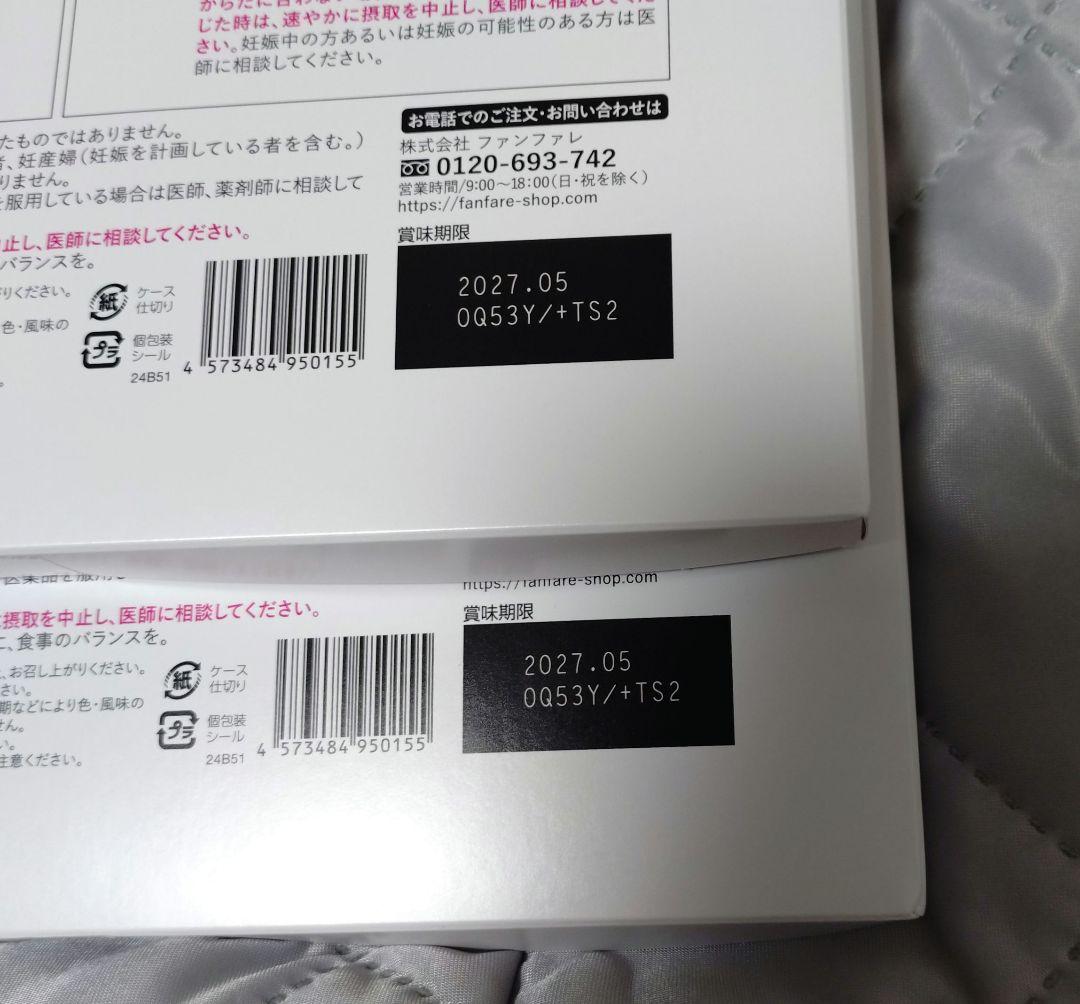 じた時は、速やかに摂取を中止し、医師に相談してくだ
さい。妊娠中の方あるいは妊娠の可能性のある方は医
師に相談してください。
たものではありません。
、妊産婦(妊娠を計画している者を含む。)
りません。
服用している場合は医師、薬剤師に相談して
止し、医師に相談してください。
バランスを。
がりください。
色・風味の
紙
ケース
仕切り
プラ
個包装
シール
24B51
4 573484 950155
お電話でのご注文・お問い合わせは
株式会社 ファンファレ
0120-693-742
営業時間/9:00〜18:00(日・祝を除く)
https://fanfare-shop.com
賞味期限
2027.05
0Q53Y/+TS2
https://fanfare-shop.com
摂取を中止し、医師に相談してください。
、食事のバランスを。
、お召し上がりください。
さい。
期などにより色・風味の
せん。
い。
注意ください。
紙
ケース
仕切り
プラ
個包装
シール
24B51
4 573484 950155
賞味期限
2027.05
0Q53Y/+TS2